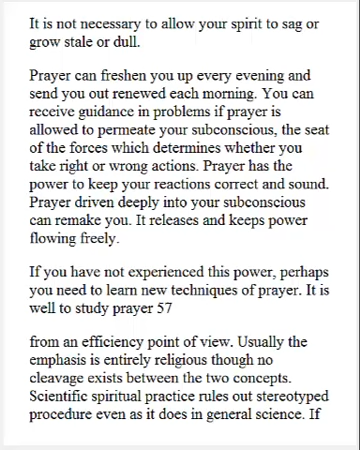 It is not necessary to allow your spirit to sag or
grow stale or dull.
Prayer can freshen you up every evening and
send you out renewed each morning. You can
receive guidance in problems if prayer is
allowed to permeate your subconscious, the seat
of the forces which determines whether you
take right or wrong actions. Prayer has the
power to keep your reactions correct and sound.
Prayer driven deeply into your subconscious
can remake you. It releases and keeps power
flowing freely.
If you have not experienced this power, perhaps
you need to learn new techniques of prayer. It is
well to study prayer 57
from an efficiency point of view. Usually the
emphasis is entirely religious though no
cleavage exists between the two concepts.
Scientific spiritual practice rules out stereotyped
procedure even as it does in general science. If